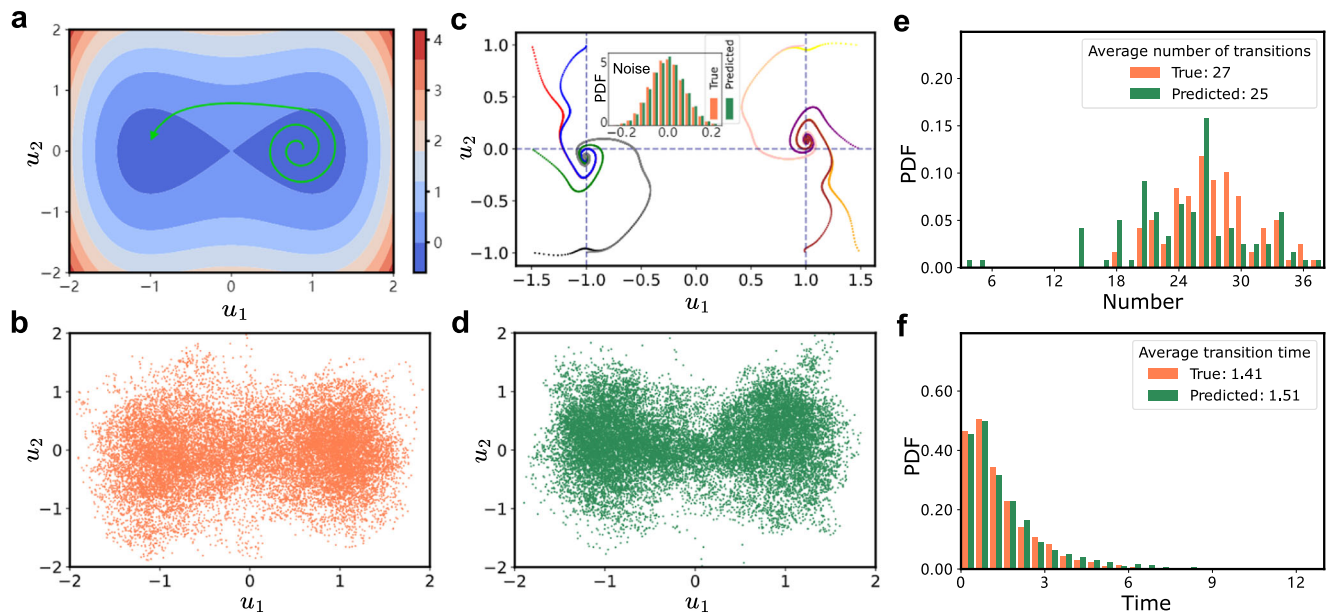 a
2
1
0
−1
−2
u2
−2
−1
0
1
2
u1
4
3
2
1
0
b
2
1
0
−1
−2
u2
−2
−1
0
1
2
u1
c
1.0
0.5
0.0
−0.5
−1.0
u2
−1.5
−1.0
−0.5
0.0
0.5
1.0
1.5
u1
Noise
PDF
5
0
−0.2
0.0
0.2
True
Predicted
d
2
1
0
−1
−2
u2
−2
−1
0
1
2
u1
e
Average number of transitions
True: 27
Predicted: 25
PDF
0.20
0.15
0.10
0.05
0.00
6
12
18
24
30
36
Number
f
Average transition time
True: 1.41
Predicted: 1.51
PDF
0.60
0.40
0.20
0.00
0
3
6
9
12
Time